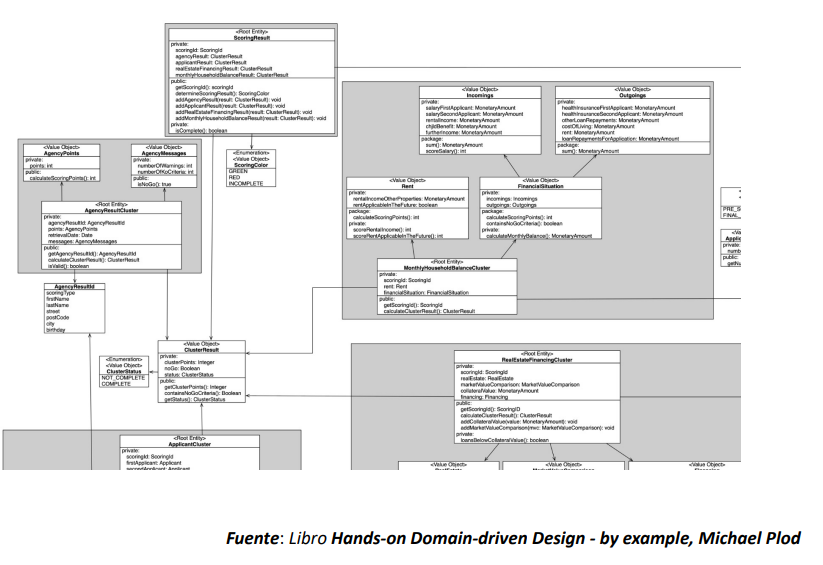 <Root Entity>
ScoringResult
private:
scoringId: ScoringId
agencyResult: ClusterResult
applicantResult: ClusterResult
realEstateFinancingResult: ClusterResult
monthlyHouseholdBalanceResult: ClusterResult
public:
getScoringId(): scoringId
determineScoringResult(): ScoringColor
addAgencyResult(result: ClusterResult): void
addApplicantResult(result: ClusterResult): void
addRealEstateFinancingResult(result: ClusterResult): void
addMonthlyHouseholdBalanceResult(result: ClusterResult): void
private:
isComplete(): boolean
<Value Object>
AgencyPoints
private:
points: int
public:
calculateScoringPoints(): int
<Value Object>
AgencyMessages
private:
numberOfWarnings: int
numberOfKoCriteria: int
public:
isNoGo(): true
<Enumeration>
<Value Object>
ScoringColor
GREEN
RED
INCOMPLETE
<Root Entity>
AgencyResultCluster
private:
agencyResultId: AgencyResultId
points: AgencyPoints
retrievalDate: Date
messages: AgencyMessages
public:
getAgencyResultId(): AgencyResultId
calculateClusterResult(): ClusterResult
isValid(): boolean
AgencyResultId
scoringType
firstName
lastName
street
postCode
city
birthday
<Value Object>
Incomings
private:
salaryFirstApplicant: MonetaryAmount
salarySecondApplicant: MonetaryAmount
rentalIncome: MonetaryAmount
childBenefit: MonetaryAmount
furtherIncome: MonetaryAmount
package:
sum(): MonetaryAmount
scoreSalary(): int
<Value Object>
Outgoings
private:
healthInsuranceFirstApplicant: MonetaryAmount
healthInsuranceSecondApplicant: MonetaryAmount
otherLoanRepayments: MonetaryAmount
costOfLiving: MonetaryAmount
rent: MonetaryAmount
loanRepaymentsForApplication: MonetaryAmount
package:
sum(): MonetaryAmount
<Value Object>
Rent
private:
rentalIncomeOtherProperties: MonetaryAmount
rentApplicableInTheFuture: boolean
package:
calculateScoringPoints(): int
private:
scoreRentalIncome(): int
scoreRentApplicableInTheFuture(): int
<Value Object>
FinancialSituation
private:
incomings: Incomings
outgoings: Outgoings
package:
calculateScoringPoints(): int
containsNoGoCriteria(): boolean
private:
calculateMonthlyBalance(): MonetaryAmount
PRE_S
FINAL_
<Va
Applic
private:
numb
public:
getNu
<Root Entity>
MonthlyHouseholdBalanceCluster
private:
scoringId: ScoringId
rent: Rent
financialSituation: FinancialSituation
public:
getScoringId(): ScoringId
calculateClusterResult(): ClusterResult
<Enumeration>
<Value Object>
ClusterStatus
NOT_COMPLETE
COMPLETE
<Value Object>
ClusterResult
private:
clusterPoints: Integer
noGo: Boolean
status: ClusterStatus
public:
getClusterPoints(): Integer
containsNoGoCriteria(): Boolean
getStatus(): ClusterStatus
<Root Entity>
RealEstateFinancingCluster
private:
scoringId: ScoringId
realEstate: RealEstate
marketValueComparison: MarketValueComparison
collateralValue: MonetaryAmount
financing: Financing
public:
getScoringId(): ScoringID
calculateClusterResult(): ClusterResult
addCollateralValue(value: MonetaryAmount): void
addMarketValueComparison(mvc: MarketValueComparison): void
private:
loansBelowCollateralValue(): boolean
<Root Entity>
ApplicantCluster
private:
scoringId: ScoringId
firstApplicant: Applicant
secondApplicant: Applicant
<Value Object>
<Value Object>
<Value Object>
Fuente: Libro Hands-on Domain-driven Design - by example, Michael Plod